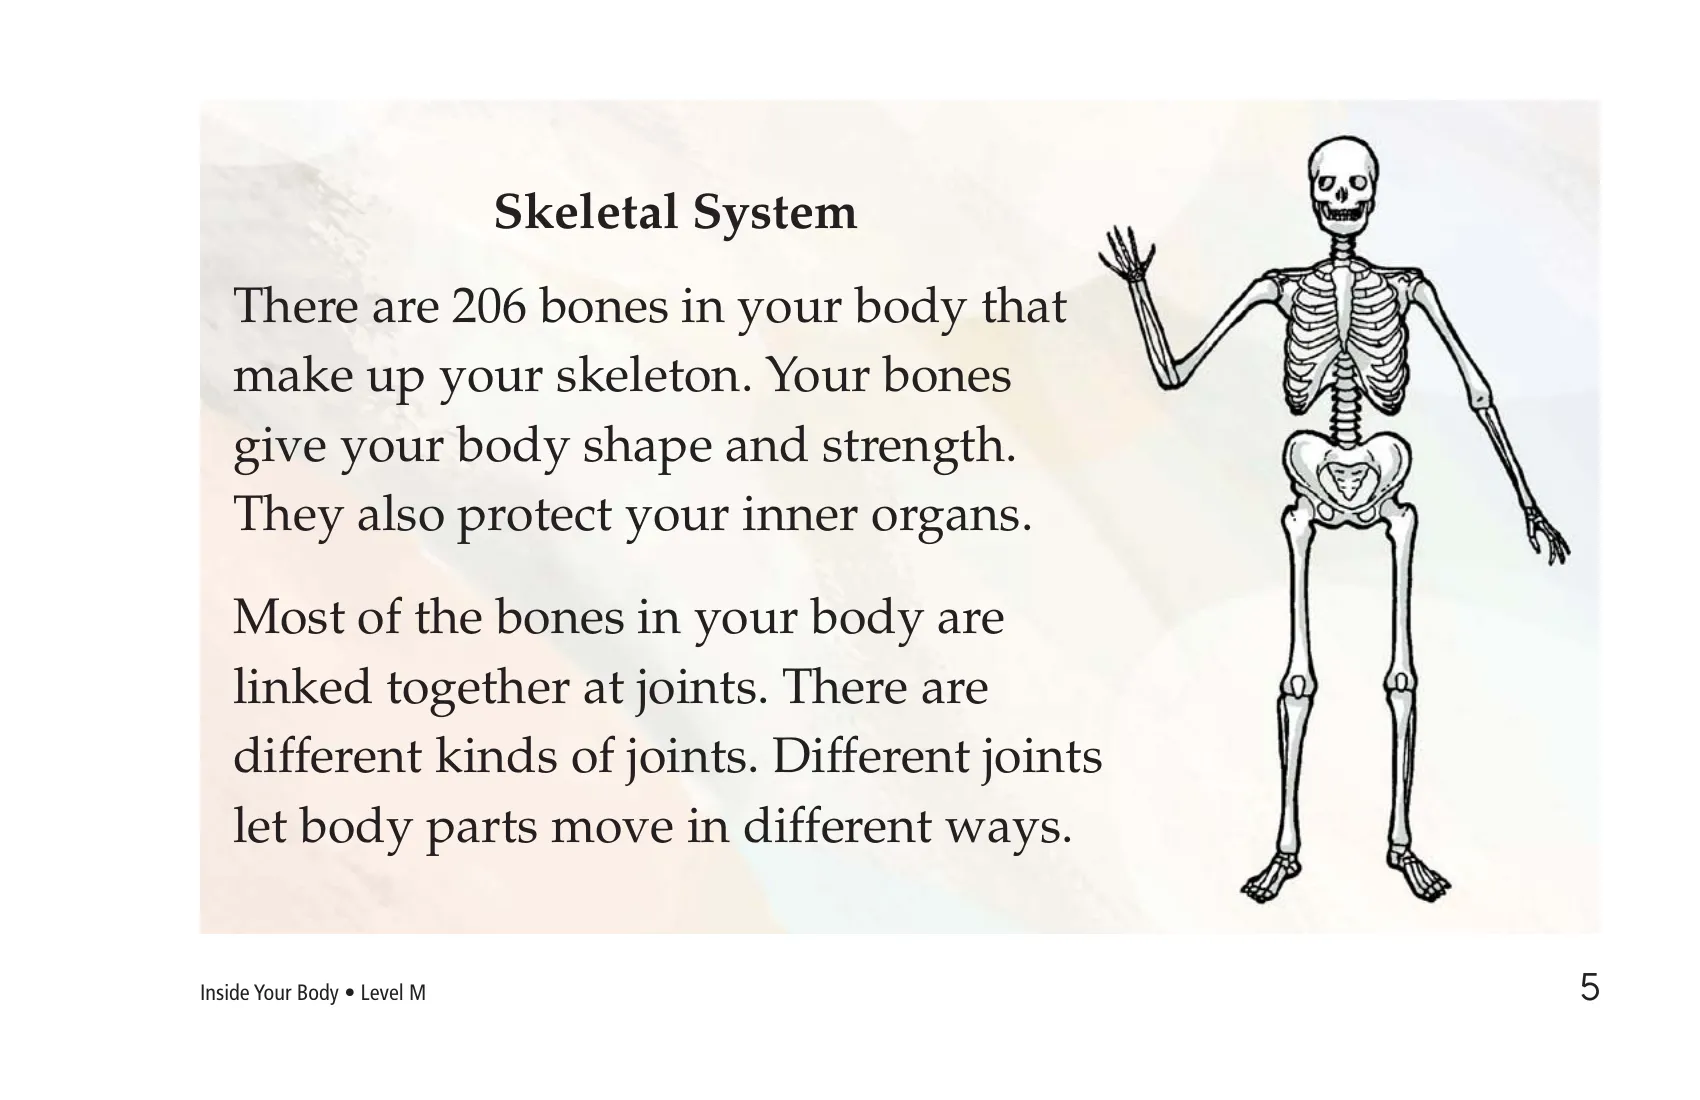 Skeletal System
There are 206 bones in your body that
make up your skeleton. Your bones
give your body shape and strength.
They also protect your inner organs.
Most of the bones in your body are
linked together at joints. There are
different kinds of joints. Different joints
let body parts move in different ways.
Inside Your Body • Level M
5